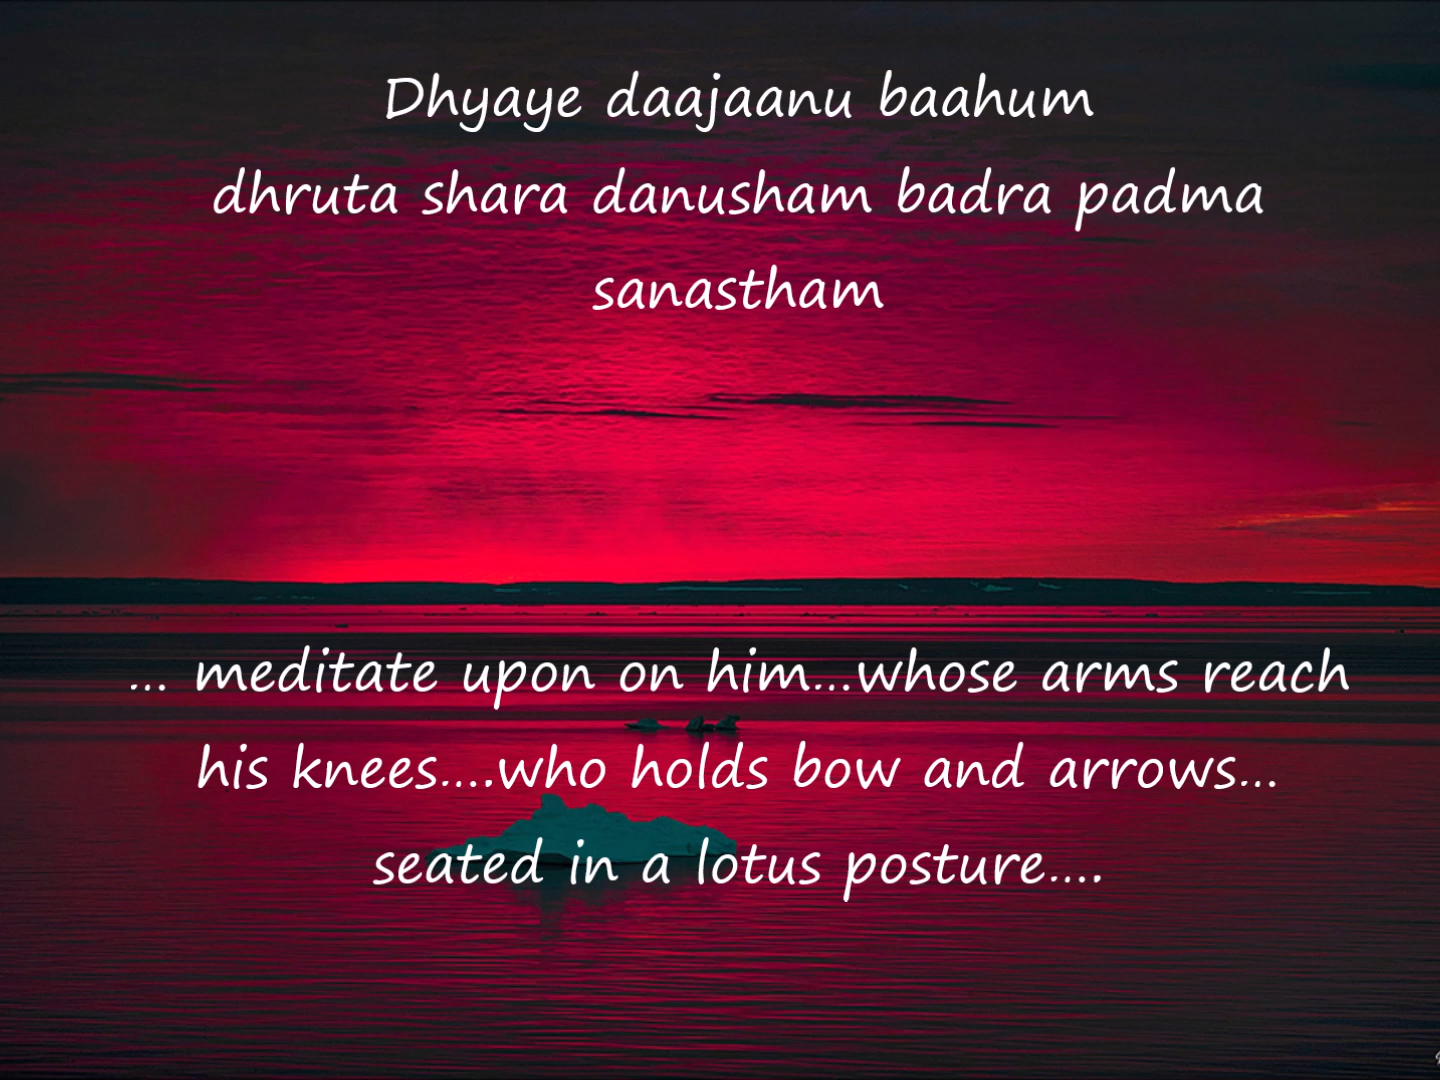 Dhyaye daajaanu baahum
dhruta shara danusham badra padma
sanastham
... meditate upon on him...whose arms reach
his knees....who holds bow and arrows...
seated in a lotus posture....